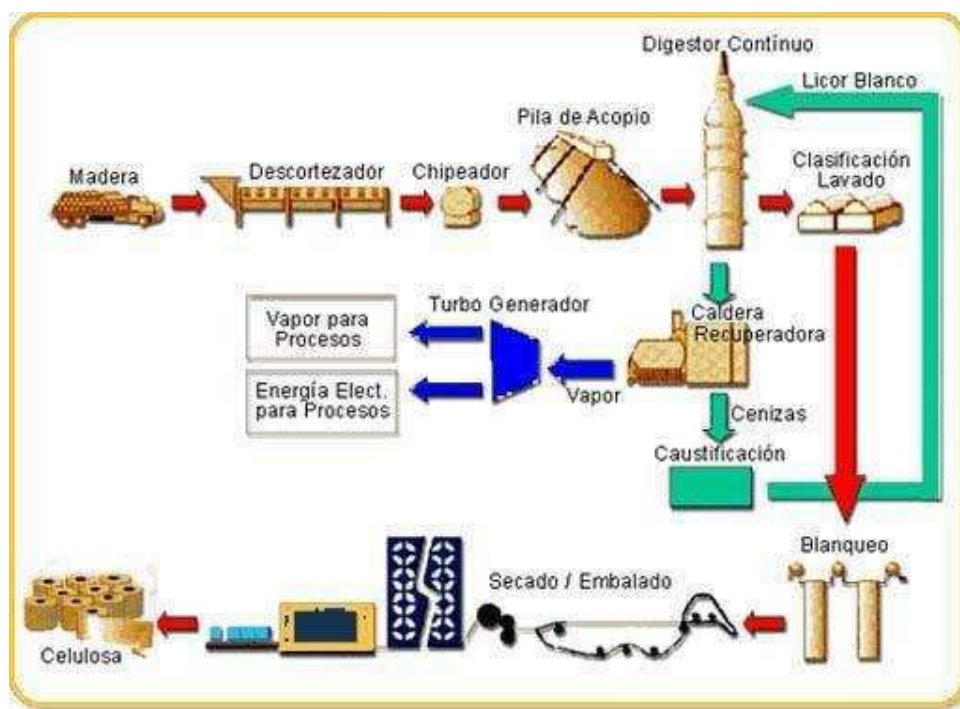 Digestor Contínuo
Licor Blanco
Pila de Acopio
Clasificación
Lavado
Madera
Descortezador
Chipeador
Turbo Generador
Caldera
Recuperadora
Vapor para
Procesos
Energía Elect.
para Procesos
Vapor
Cenizas
Caustificación
Blanqueo
Secado / Embalado
Celulosa